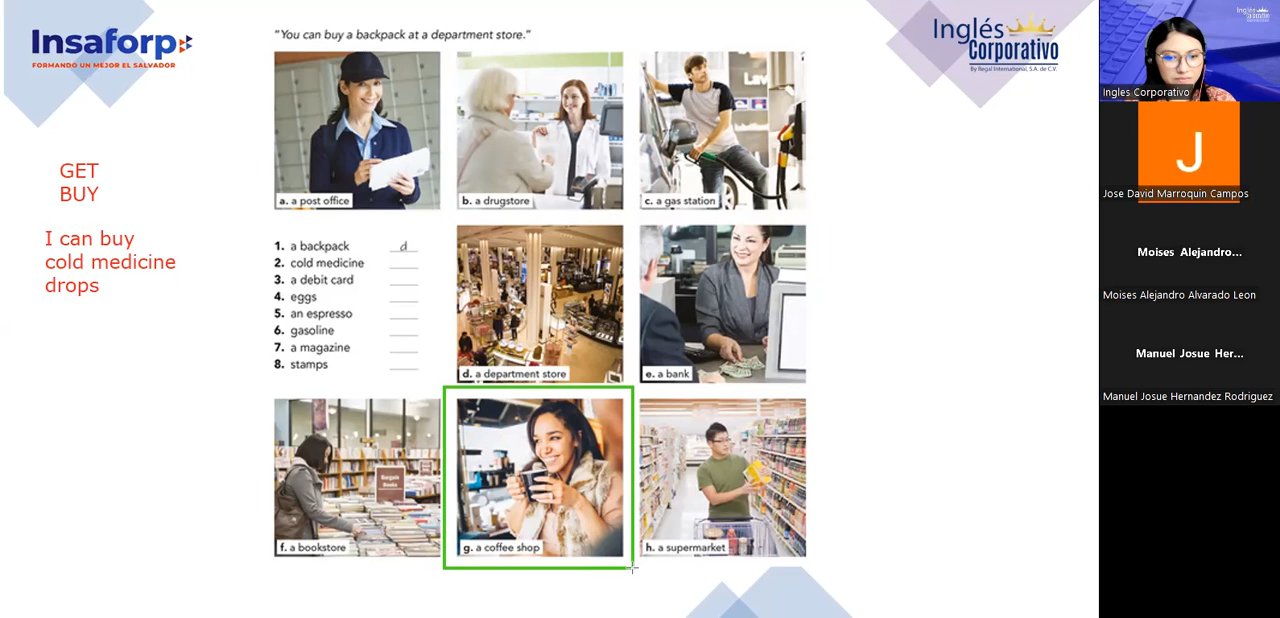 Insaforp
FORMANDO UN MEJOR EL SALVADOR
"You can buy a backpack at a department store."
Inglés
Corporativo
By Regal International, S.A. de C.V.
GET
BUY
I can buy
cold medicine
drops
a. a post office
b. a drugstore
c. a gas station
1. a backpack d
2. cold medicine
3. a debit card
4. eggs
5. an espresso
6. gasoline
7. a magazine
8. stamps
d. a department store
e. a bank
Bargain
Books
f. a bookstore
g. a coffee shop
h. a supermarket
Ingles Corporativo
J
Jose David Marroquin Campos
Moises Alejandro...
Moises Alejandro Alvarado Leon
Manuel Josue Her...
Manuel Josue Hernandez Rodriguez